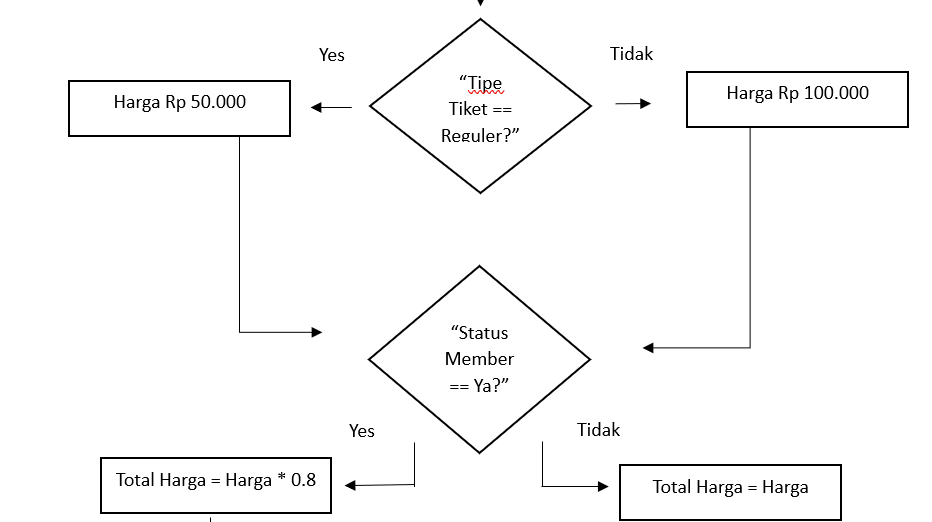 Yes
Tidak
Harga Rp 50.000
“Tipe
Tiket ==
Reguler?”
Harga Rp 100.000
“Status
Member
== Ya?”
Yes
Tidak
Total Harga = Harga * 0.8
Total Harga = Harga